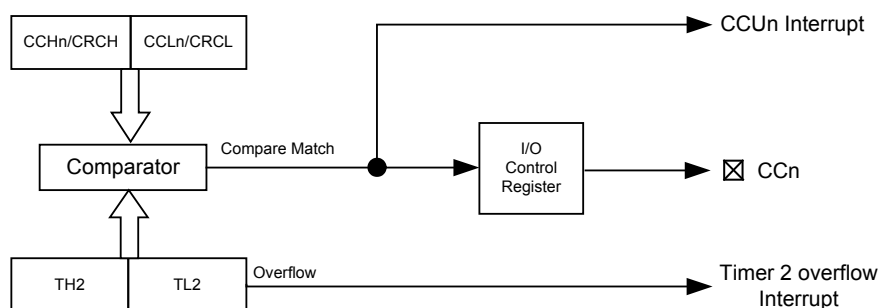 CCHn/CRCH CCLn/CRCL
CCUn Interrupt
Comparator
Compare Match
I/O
Control
Register
CCn
TH2 TL2
Overflow
Timer 2 overflow
Interrupt